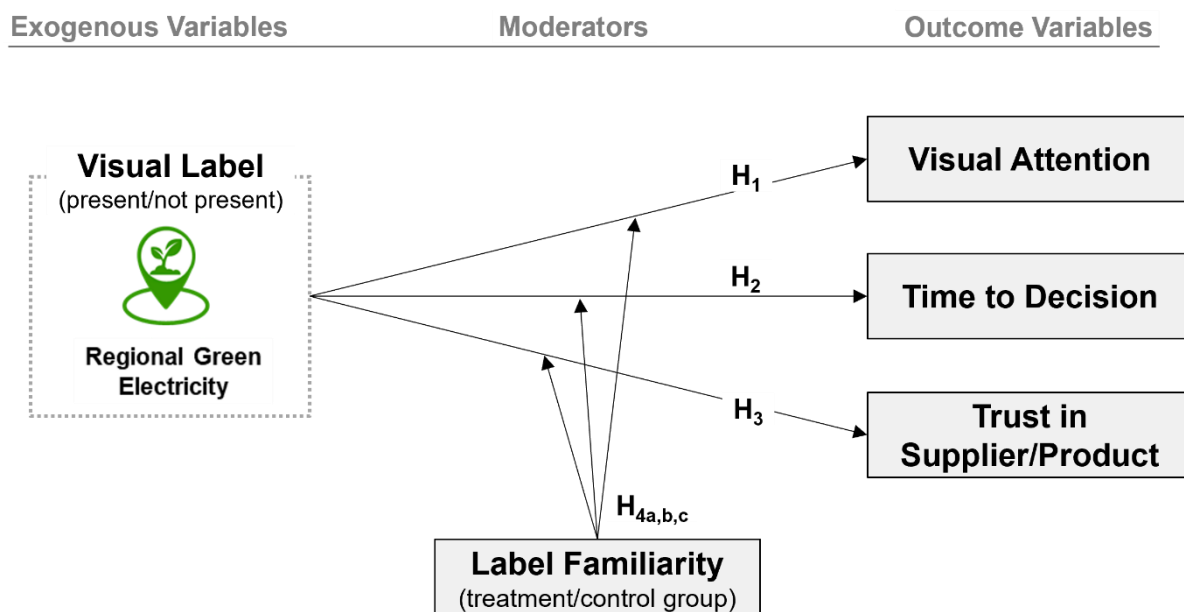 Exogenous Variables
Moderators
Outcome Variables
Visual Label
(present/not present)
Regional Green
Electricity
H1
H2
H3
H4a,b,c
Visual Attention
Time to Decision
Trust in
Supplier/Product
Label Familiarity
(treatment/control group)